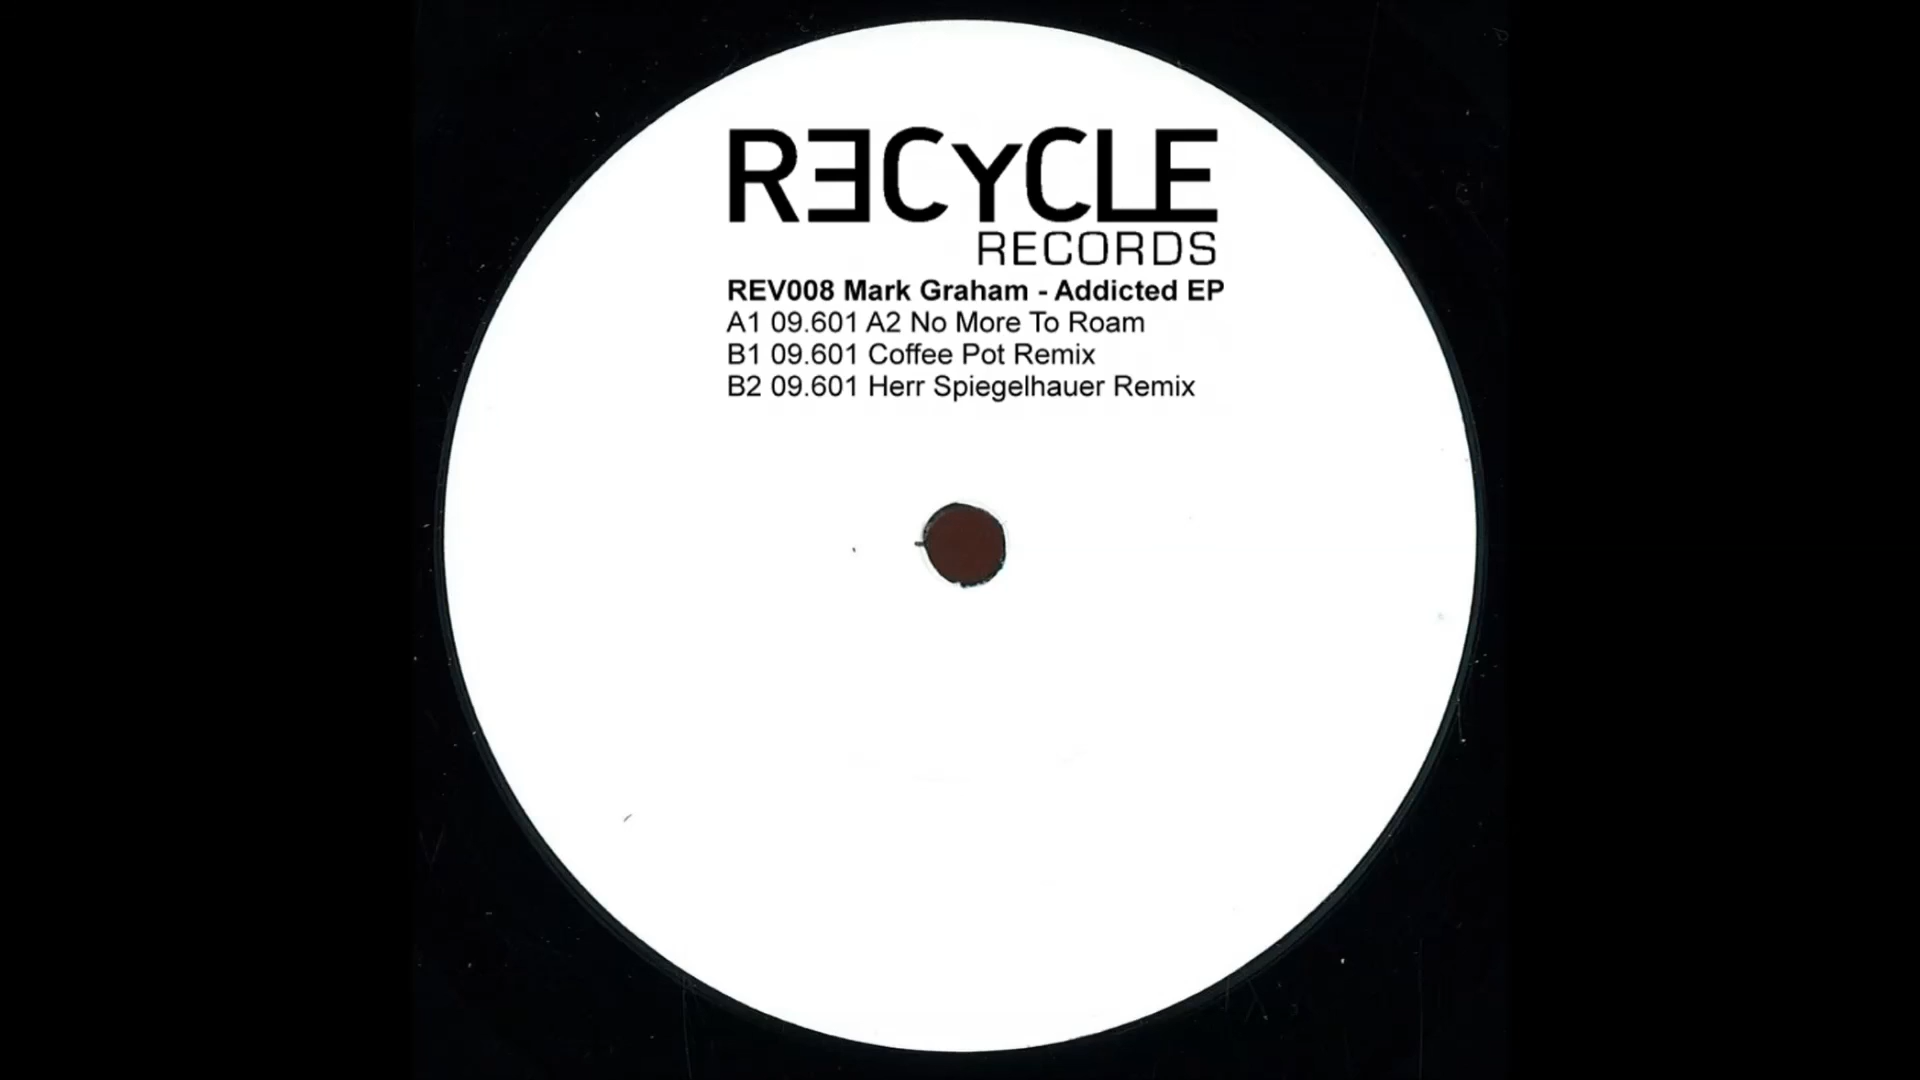 RECYCLE
RECORDS
REV008 Mark Graham - Addicted EP
A1 09.601 A2 No More To Roam
B1 09.601 Coffee Pot Remix
B2 09.601 Herr Spiegelhauer Remix